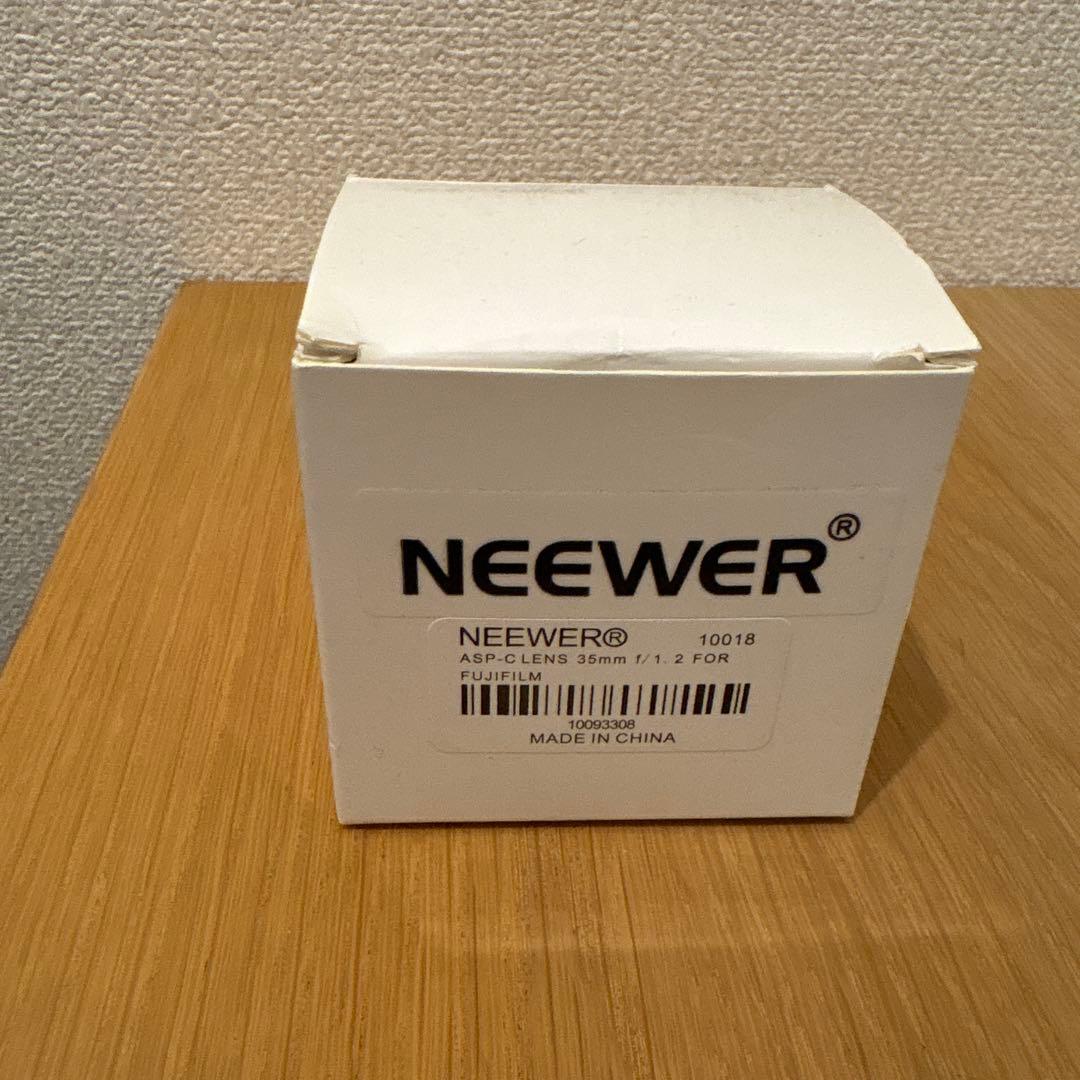 NEEWER®
NEEWER® 10018
ASP-C LENS 35mm f/1. 2 FOR
FUJIFILM
10093308
MADE IN CHINA